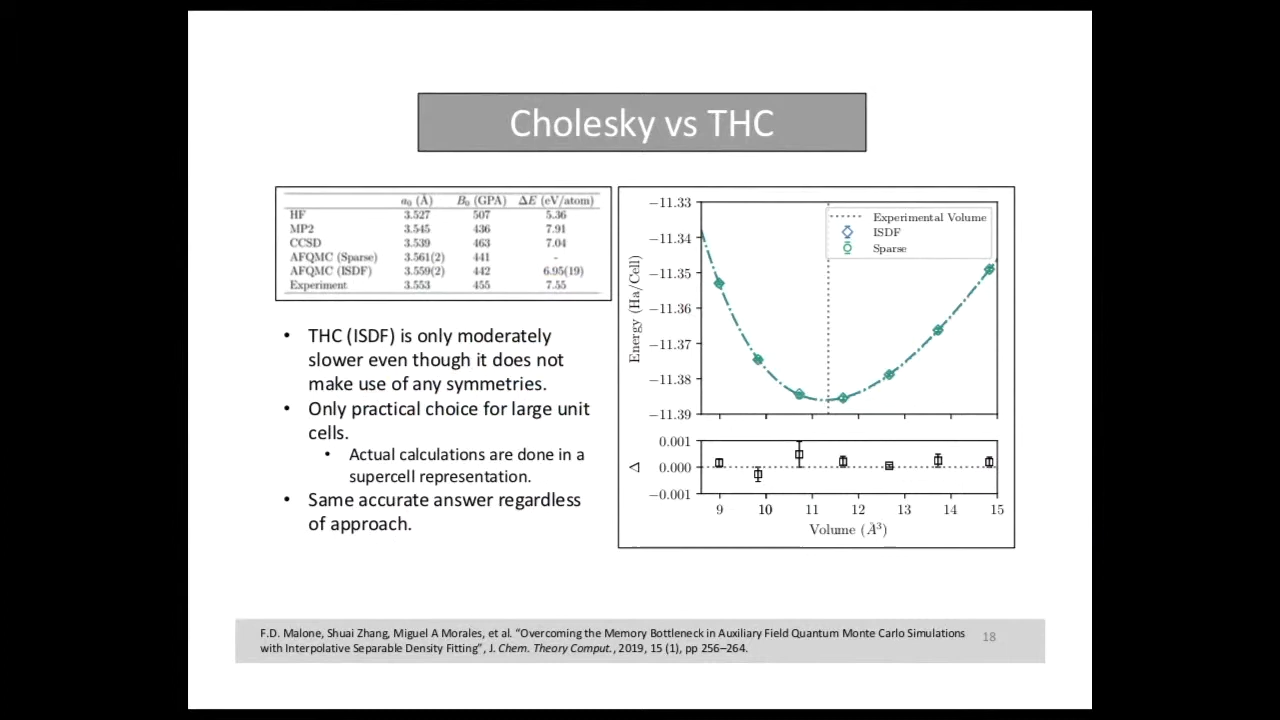 Cholesky vs THC
a₀ (Å) B₀ (GPA) ΔE (eV/atom)
HF 3.527 507 5.36
MP2 3.545 436 7.91
CCSD 3.539 463 7.04
AFQMC (Sparse) 3.561(2) 441 -
AFQMC (ISDF) 3.559(2) 442 6.95(19)
Experiment 3.553 455 7.55
• THC (ISDF) is only moderately
slower even though it does not
make use of any symmetries.
• Only practical choice for large unit
cells.
• Actual calculations are done in a
supercell representation.
• Same accurate answer regardless
of approach.
Experimental Volume
ISDF
Sparse
Energy (Ha/Cell)
−11.33
−11.34
−11.35
−11.36
−11.37
−11.38
−11.39
Δ
0.001
0.000
−0.001
9 10 11 12 13 14 15
Volume (Å³)
F.D. Malone, Shuai Zhang, Miguel A Morales, et al. “Overcoming the Memory Bottleneck in Auxiliary Field Quantum Monte Carlo Simulations
with Interpolative Separable Density Fitting”, J. Chem. Theory Comput., 2019, 15 (1), pp 256–264.
18